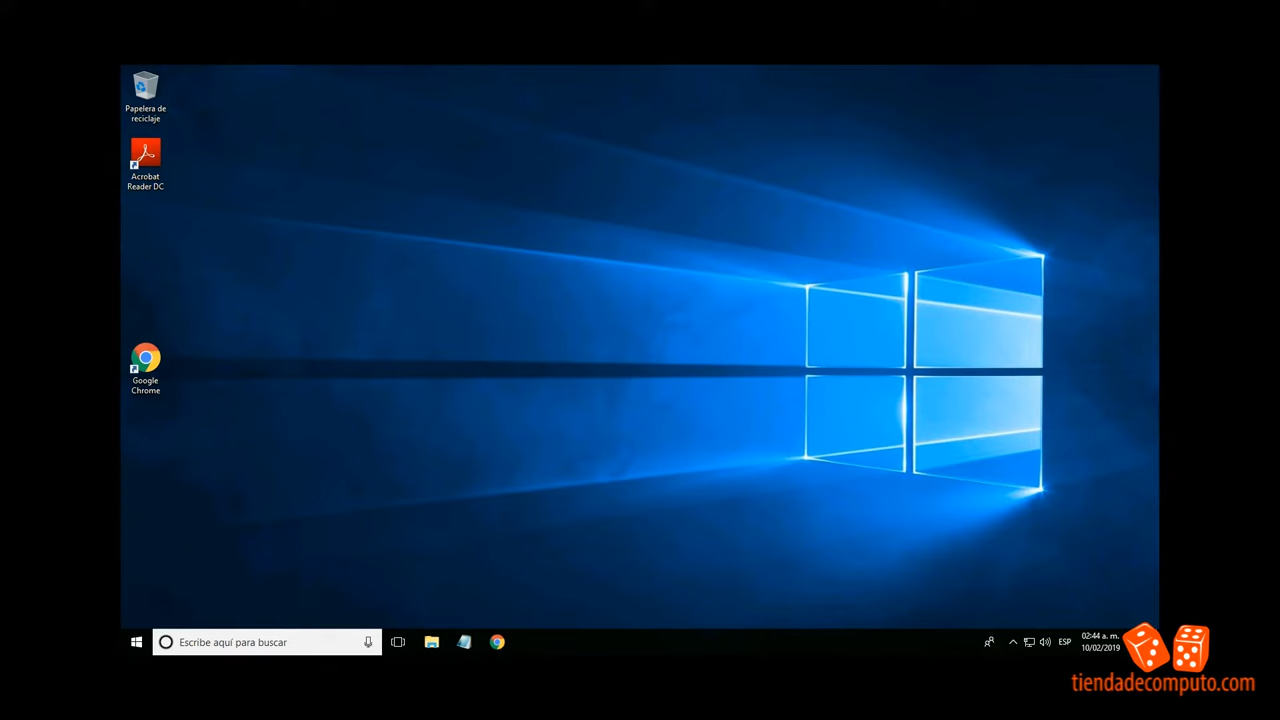 Papelera de
reciclaje
Acrobat
Reader DC
Google
Chrome
Escribe aquí para buscar
ESP
02:44 a. m.
10/02/2019
tiendadecomputo.com